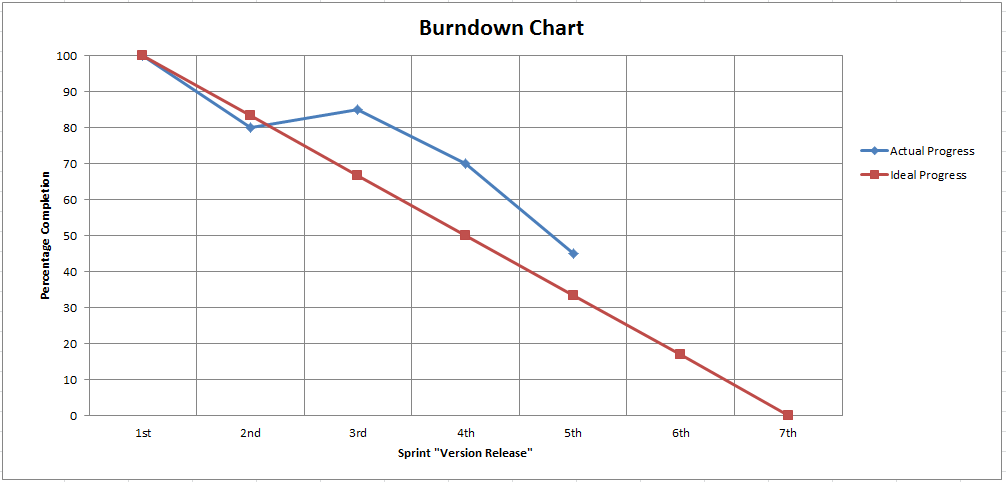 Burndown Chart
100
90
80
70
60
50
40
30
20
10
0
Percentage Completion
1st 2nd 3rd 4th 5th 6th 7th
Sprint "Version Release"
Actual Progress
Ideal Progress